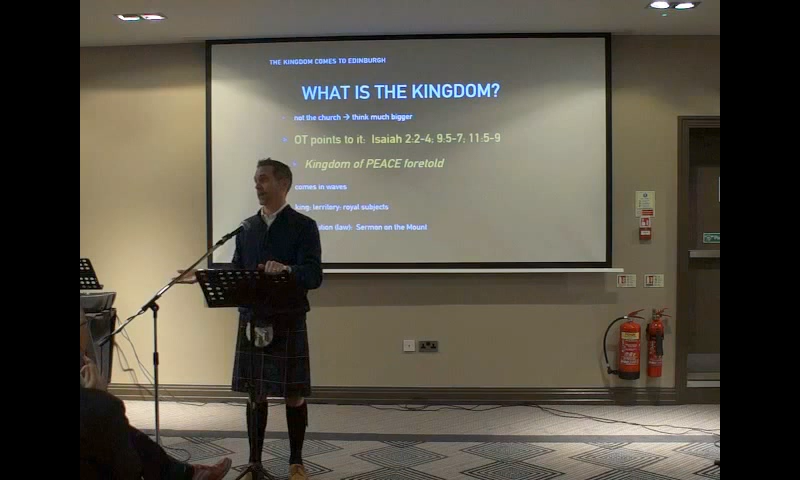 THE KINGDOM COMES TO EDINBURGH
WHAT IS THE KINGDOM?
not the church → think much bigger
OT points to it: Isaiah 2:2-4; 9:5-7; 11:5-9
Kingdom of PEACE foretold
comes in waves
king: territory: royal subjects
(law): Sermon on the Mount